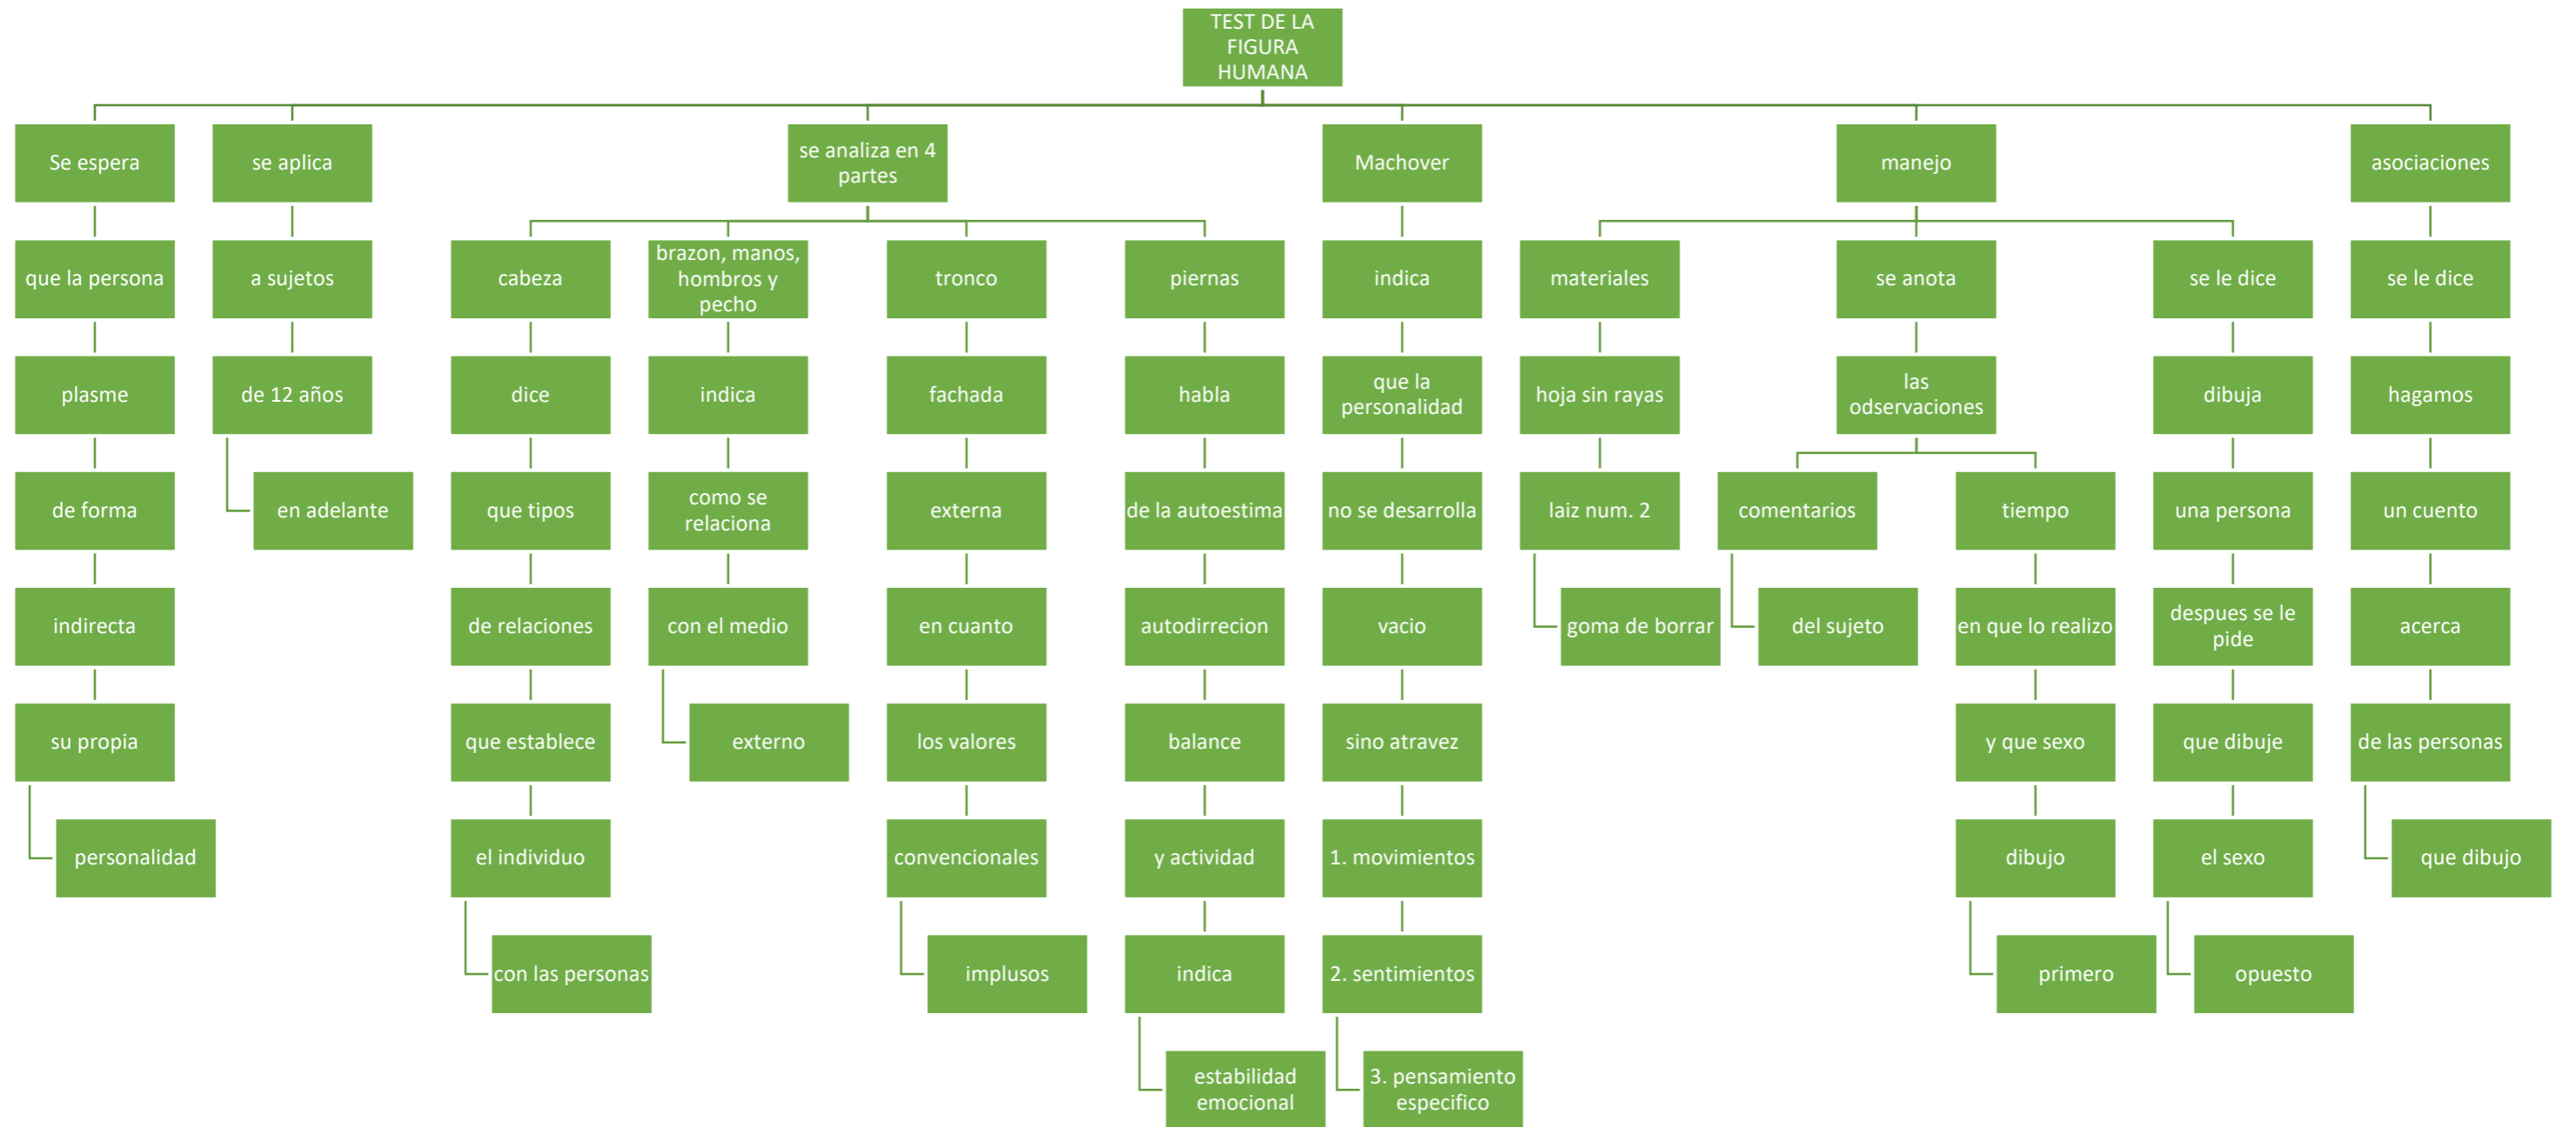 TEST DE LA
FIGURA
HUMANA
Se espera
que la persona
plasme
de forma
indirecta
su propia
personalidad
se aplica
a sujetos
de 12 años
en adelante
se analiza en 4
partes
cabeza
dice
que tipos
de relaciones
que establece
el individuo
con las personas
brazon, manos,
hombros y
pecho
indica
como se
relaciona
con el medio
externo
tronco
fachada
externa
en cuanto
los valores
convencionales
implusos
piernas
habla
de la autoestima
autodirrecion
balance
y actividad
indica
estabilidad
emocional
Machover
indica
que la
personalidad
no se desarrolla
vacio
sino atravez
1. movimientos
2. sentimientos
3. pensamiento
especifico
manejo
materiales
hoja sin rayas
laiz num. 2
goma de borrar
se anota
las
odservaciones
comentarios
del sujeto
tiempo
en que lo realizo
y que sexo
dibujo
primero
se le dice
dibuja
una persona
despues se le
pide
que dibuje
el sexo
opuesto
asociaciones
se le dice
hagamos
un cuento
acerca
de las personas
que dibujo